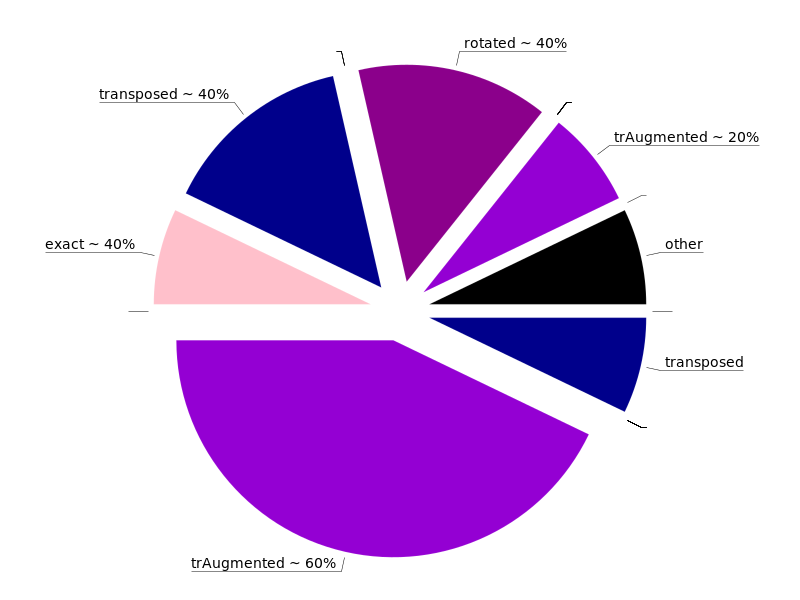 rotated ~ 40%
transposed ~ 40%
trAugmented ~ 20%
exact ~ 40%
other
transposed
trAugmented ~ 60%